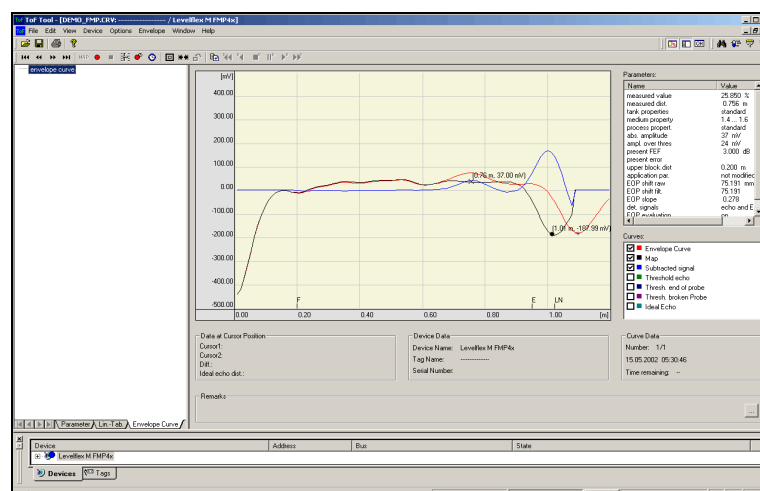 ToF Tool - [DEMO_FMP.CRV: -------------- / Levelflex M FMP4x]
File Edit View Device Options Envelope Window Help
envelope curve
[mV]
400.00
300.00
200.00
100.00
0.00
-100.00
-200.00
-300.00
-400.00
-500.00
(0.76 m, 37.00 mV)
(1.01 m, -187.99 mV)
F E LN
0.00 0.20 0.40 0.60 0.80 1.00 [m]
Parameters:
Name Value
measured value 25.850 %
measured dist. 0.756 m
tank properties standard
medium property 1.4 ... 1.6
process propert. standard
abs. amplitude 37 mV
ampl. over thres 24 mV
present FEF 3.000 dB
present error
upper block dist 0.200 m
application par. not modified
EOP shift raw 75.191 mm
EOP shift filt. 75.191
EOP slope 0.278
det. signals echo and E
EOP evaluation on
Curves:
Envelope Curve
Map
Subtracted signal
Threshold echo
Thresh. end of probe
Thresh. broken Probe
Ideal Echo
Data at Cursor Position
Cursor1:
Cursor2:
Diff.:
Ideal echo dist.:
Device Data
Device Name: Levelflex M FMP4x
Tag Name: --------------
Serial Number:
Curve Data
Number: 1/1
15.05.2002 05:30:46
Time remaining: --
Remarks
...
Parameter Lin.-Tab. Envelope Curve
Device Address Bus State
Levelflex M FMP4x
Devices Tags